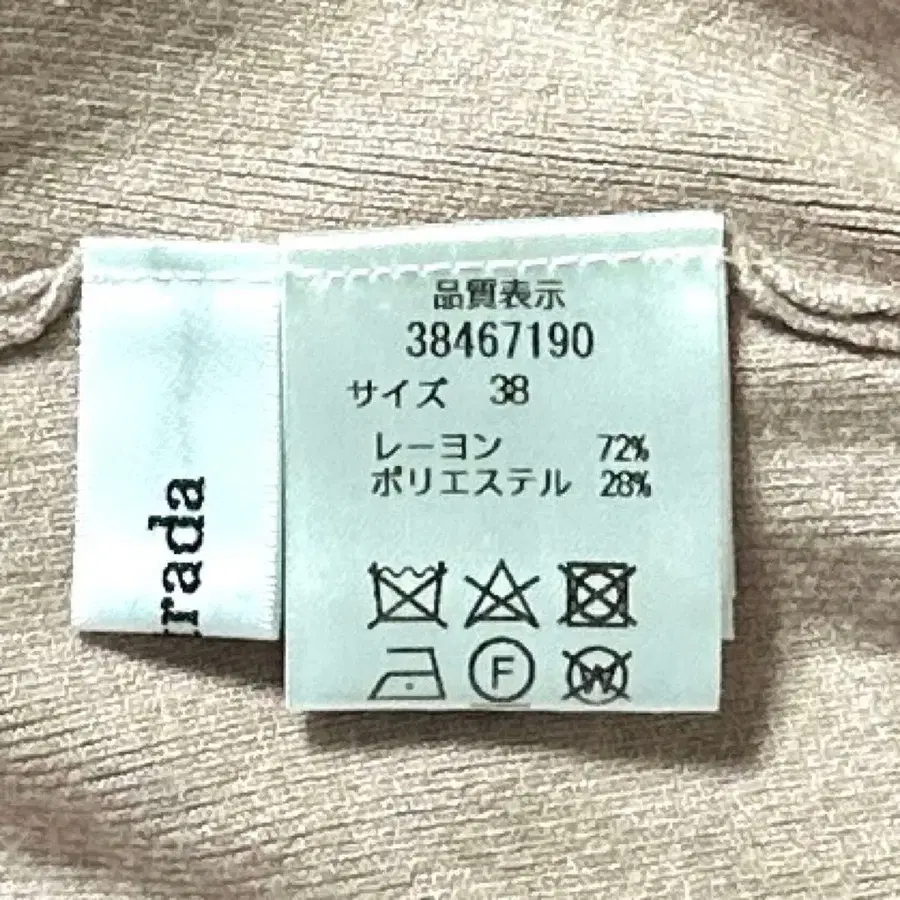 品質表示
38467190
サイズ 38
レーヨン 72%
ポリエステル 28%
F
W
rada